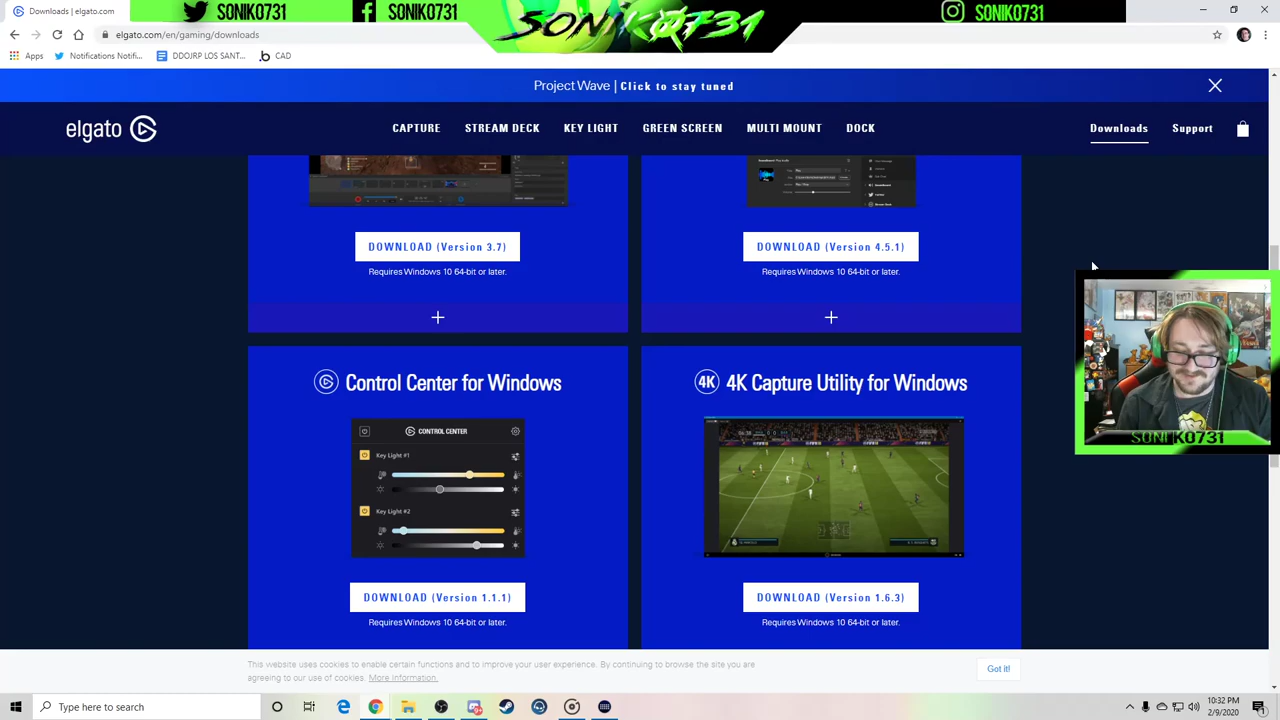 Downloads | elgato.com
SONIK0731
SONIK0731
SONIK0731
SONIK0731
elgato.com/en/gaming/downloads
Apps
Notifications Notifi...
DDOJRP LOS SANT...
CAD
Project Wave | Click to stay tuned
elgato
CAPTURE
STREAM DECK
KEY LIGHT
GREEN SCREEN
MULTI MOUNT
DOCK
Downloads
Support
DOWNLOAD (Version 3.7)
Requires Windows 10 64-bit or later.
DOWNLOAD (Version 4.5.1)
Requires Windows 10 64-bit or later.
Control Center for Windows
CONTROL CENTER
Key Light #1
Key Light #2
DOWNLOAD (Version 1.1.1)
Requires Windows 10 64-bit or later.
4K
4K Capture Utility for Windows
DOWNLOAD (Version 1.6.3)
Requires Windows 10 64-bit or later.
SONIK0731
This website uses cookies to enable certain functions and to improve your user experience. By continuing to browse the site you are
agreeing to our use of cookies. More Information.
Got it!
Type here to search
10:32 PM
2/9/2020